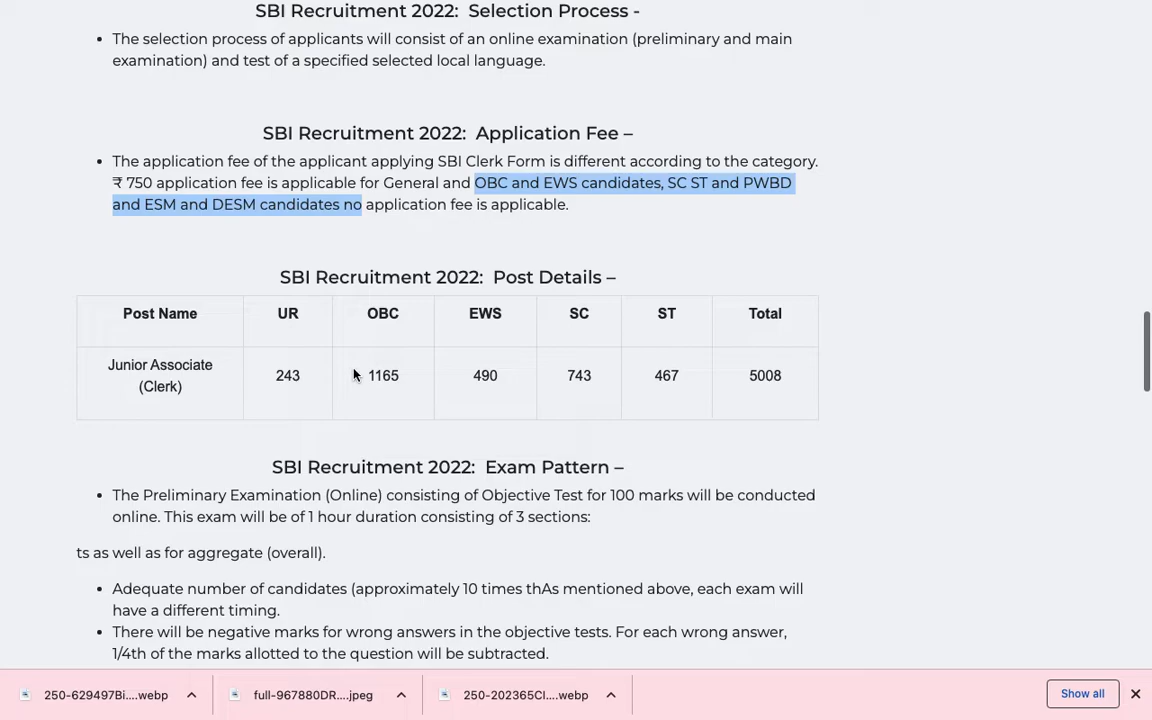 SBI Recruitment 2022:  Selection Process -
• The selection process of applicants will consist of an online examination (preliminary and main
examination) and test of a specified selected local language.
SBI Recruitment 2022:  Application Fee –
• The application fee of the applicant applying SBI Clerk Form is different according to the category.
₹ 750 application fee is applicable for General and OBC and EWS candidates, SC ST and PWBD
and ESM and DESM candidates no application fee is applicable.
SBI Recruitment 2022:  Post Details –
Post Name UR OBC EWS SC ST Total
Junior Associate
(Clerk) 243 1165 490 743 467 5008
SBI Recruitment 2022:  Exam Pattern –
• The Preliminary Examination (Online) consisting of Objective Test for 100 marks will be conducted
online. This exam will be of 1 hour duration consisting of 3 sections:
ts as well as for aggregate (overall).
• Adequate number of candidates (approximately 10 times thAs mentioned above, each exam will
have a different timing.
• There will be negative marks for wrong answers in the objective tests. For each wrong answer,
1/4th of the marks allotted to the question will be subtracted.
250-629497Bi....webp full-967880DR....jpeg 250-202365Cl....webp Show all